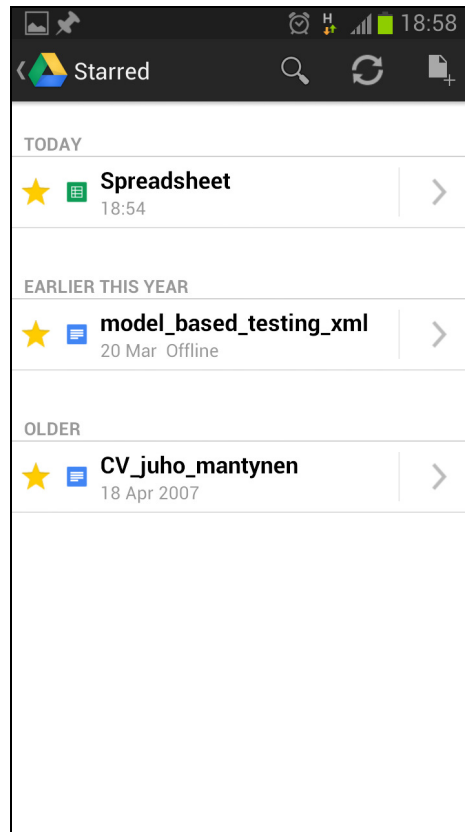 H 18:58
Starred
TODAY
Spreadsheet
18:54
EARLIER THIS YEAR
model_based_testing_xml
20 Mar Offline
OLDER
CV_juho_mantynen
18 Apr 2007